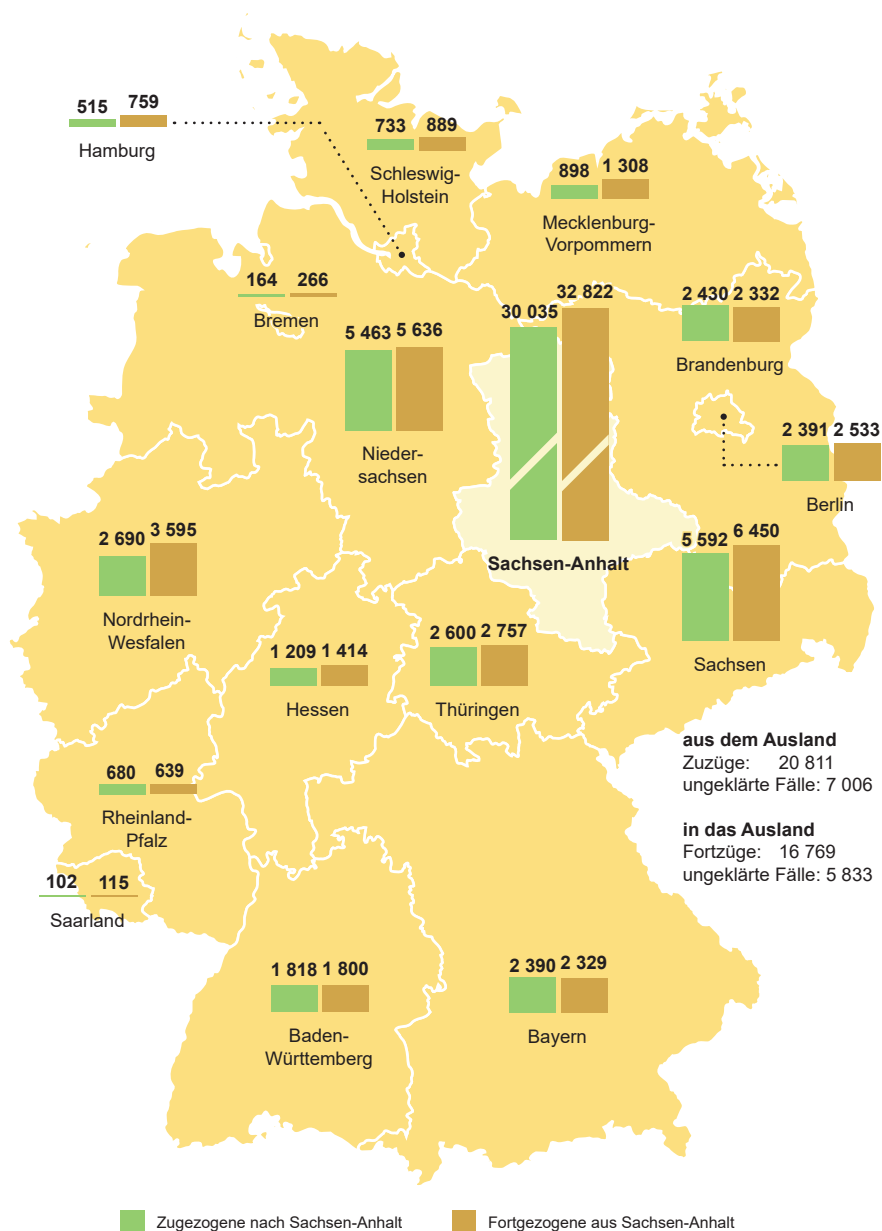 515 759
Hamburg
733 889
Schleswig-
Holstein
898 1 308
Mecklenburg-
Vorpommern
164 266
Bremen
5 463 5 636
Nieder-
sachsen
30 035 32 822
Sachsen-Anhalt
2 430 2 332
Brandenburg
2 391 2 533
Berlin
2 690 3 595
Nordrhein-
Westfalen
5 592 6 450
Sachsen
1 209 1 414
Hessen
2 600 2 757
Thüringen
aus dem Ausland
Zuzüge: 20 811
ungeklärte Fälle: 7 006
in das Ausland
Fortzüge: 16 769
ungeklärte Fälle: 5 833
680 639
Rheinland-
Pfalz
102 115
Saarland
1 818 1 800
Baden-
Württemberg
2 390 2 329
Bayern
Zugezogene nach Sachsen-Anhalt
Fortgezogene aus Sachsen-Anhalt